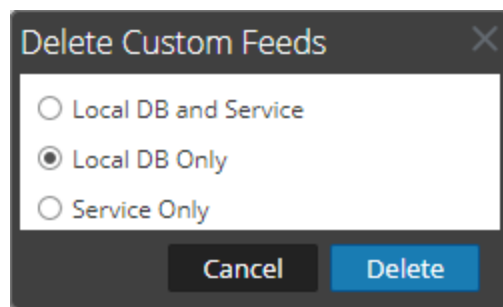 Delete Custom Feeds
Local DB and Service
Local DB Only
Service Only
Cancel Delete